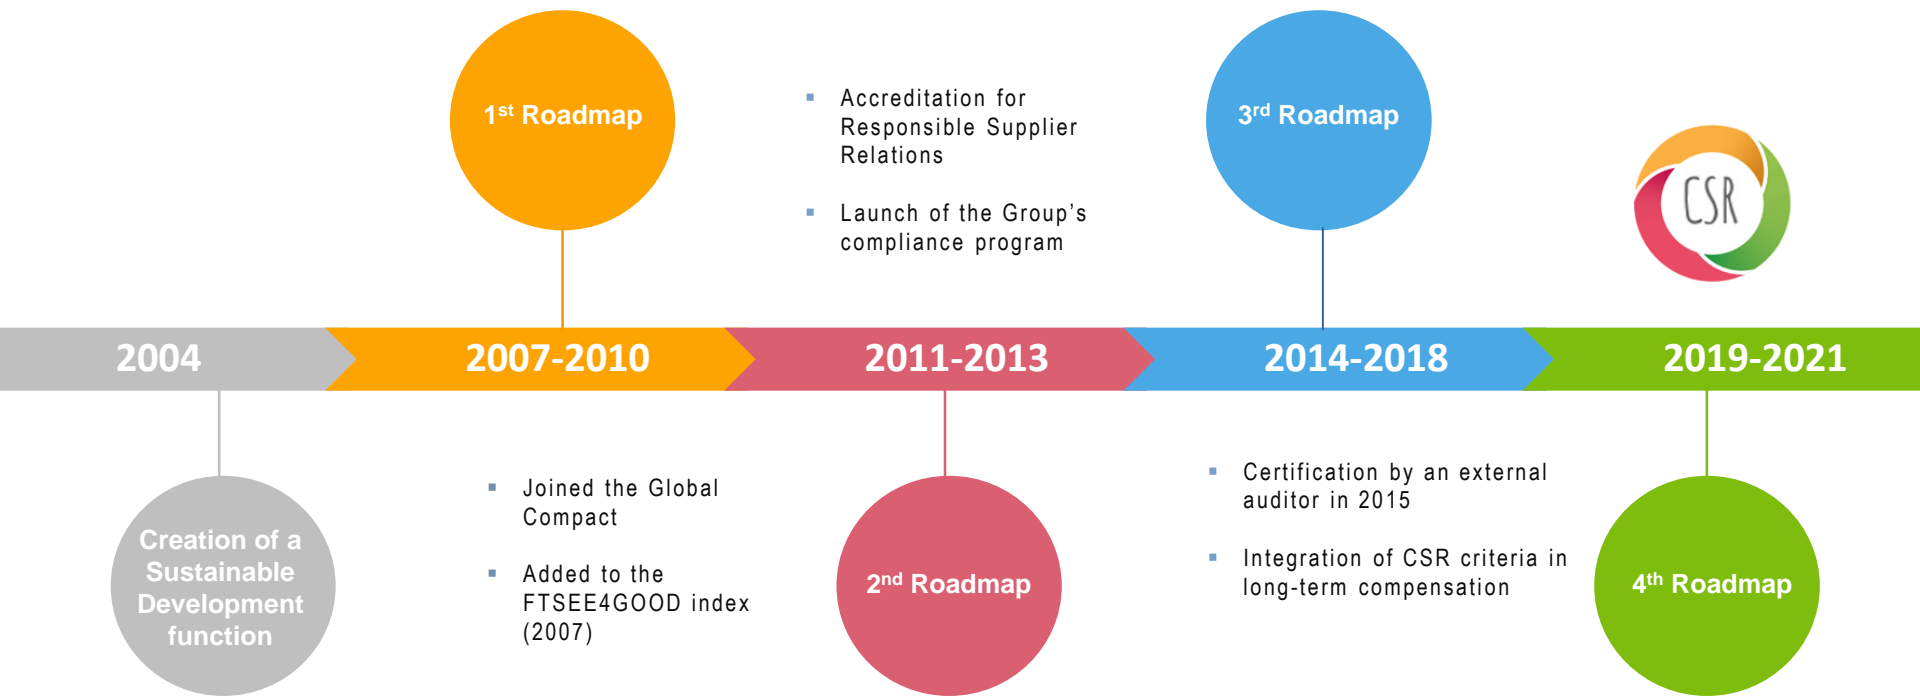 1st Roadmap
▪ Accreditation for
Responsible Supplier
Relations
▪ Launch of the Group’s
compliance program
3rd Roadmap
CSR
2004
2007-2010
2011-2013
2014-2018
2019-2021
Creation of a
Sustainable
Development
function
▪ Joined the Global
Compact
▪ Added to the
FTSEE4GOOD index
(2007)
2nd Roadmap
▪ Certification by an external
auditor in 2015
▪ Integration of CSR criteria in
long-term compensation
4th Roadmap